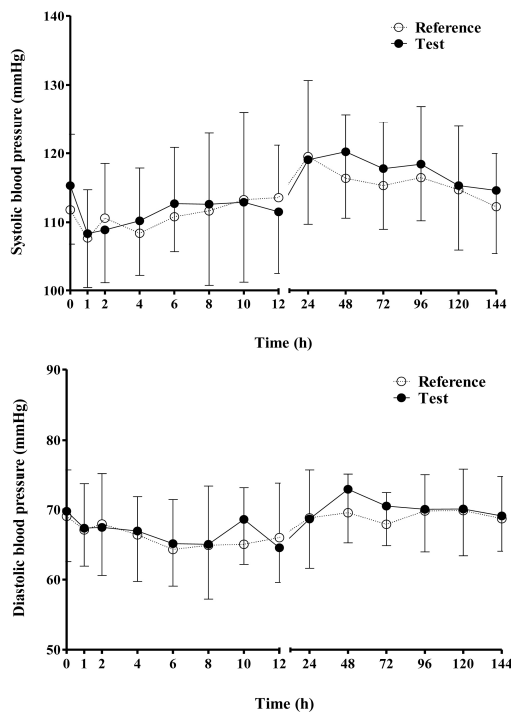 140
130
120
110
100
Systolic blood pressure (mmHg)
Reference
Test
0 1 2 4 6 8 10 12 24 48 72 96 120 144
Time (h)
90
80
70
60
50
Diastolic blood pressure (mmHg)
Reference
Test
0 1 2 4 6 8 10 12 24 48 72 96 120 144
Time (h)